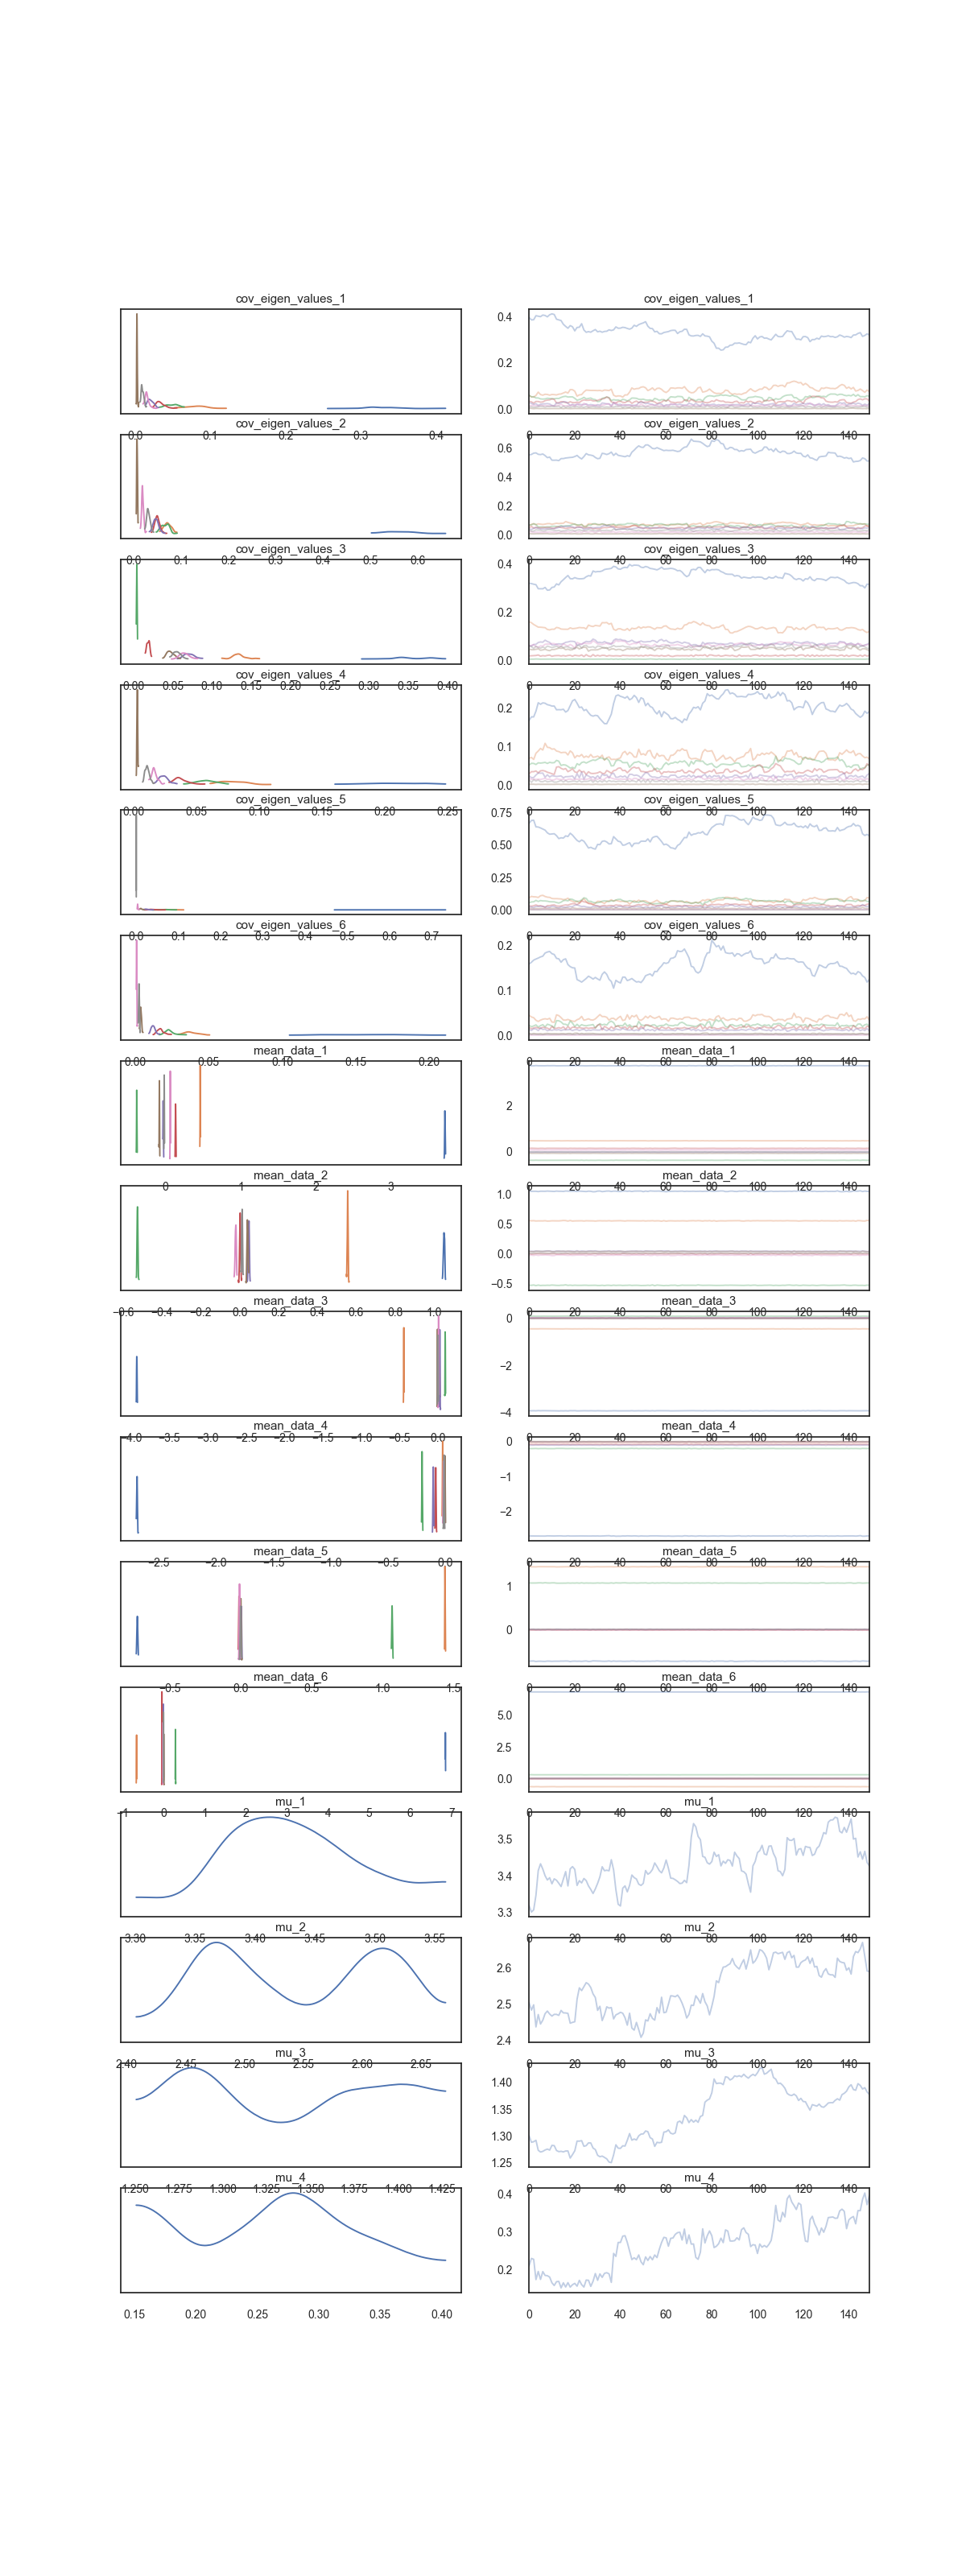 cov_eigen_values_1 cov_eigen_values_1
0.4
0.2
0.0
0.0 0.1 0.2 0.3 0.4 0 20 40 60 80 100 120 140
cov_eigen_values_2 cov_eigen_values_2
0.6
0.4
0.2
0.0
0.0 0.1 0.2 0.3 0.4 0.5 0.6 0 20 40 60 80 100 120 140
cov_eigen_values_3 cov_eigen_values_3
0.4
0.2
0.0
0.00 0.05 0.10 0.15 0.20 0.25 0.30 0.35 0.40 0 20 40 60 80 100 120 140
cov_eigen_values_4 cov_eigen_values_4
0.2
0.1
0.0
0.00 0.05 0.10 0.15 0.20 0.25 0 20 40 60 80 100 120 140
cov_eigen_values_5 cov_eigen_values_5
0.75
0.50
0.25
0.00
0.0 0.1 0.2 0.3 0.4 0.5 0.6 0.7 0 20 40 60 80 100 120 140
cov_eigen_values_6 cov_eigen_values_6
0.2
0.1
0.0
0.00 0.05 0.10 0.15 0.20 0 20 40 60 80 100 120 140
mean_data_1 mean_data_1
2
0
0 1 2 3 0 20 40 60 80 100 120 140
mean_data_2 mean_data_2
1.0
0.5
0.0
−0.5
−0.6 −0.4 −0.2 0.0 0.2 0.4 0.6 0.8 1.0 0 20 40 60 80 100 120 140
mean_data_3 mean_data_3
0
−2
−4
−4.0 −3.5 −3.0 −2.5 −2.0 −1.5 −1.0 −0.5 0.0 0 20 40 60 80 100 120 140
mean_data_4 mean_data_4
0
−1
−2
−2.5 −2.0 −1.5 −1.0 −0.5 0.0 0 20 40 60 80 100 120 140
mean_data_5 mean_data_5
1
0
−0.5 0.0 0.5 1.0 1.5 0 20 40 60 80 100 120 140
mean_data_6 mean_data_6
5.0
2.5
0.0
−1 0 1 2 3 4 5 6 7 0 20 40 60 80 100 120 140
mu_1 mu_1
3.5
3.4
3.3
3.30 3.35 3.40 3.45 3.50 3.55 0 20 40 60 80 100 120 140
mu_2 mu_2
2.6
2.5
2.4
2.40 2.45 2.50 2.55 2.60 2.65 0 20 40 60 80 100 120 140
mu_3 mu_3
1.40
1.35
1.30
1.25
1.250 1.275 1.300 1.325 1.350 1.375 1.400 1.425 0 20 40 60 80 100 120 140
mu_4 mu_4
0.4
0.3
0.2
0.15 0.20 0.25 0.30 0.35 0.40 0 20 40 60 80 100 120 140